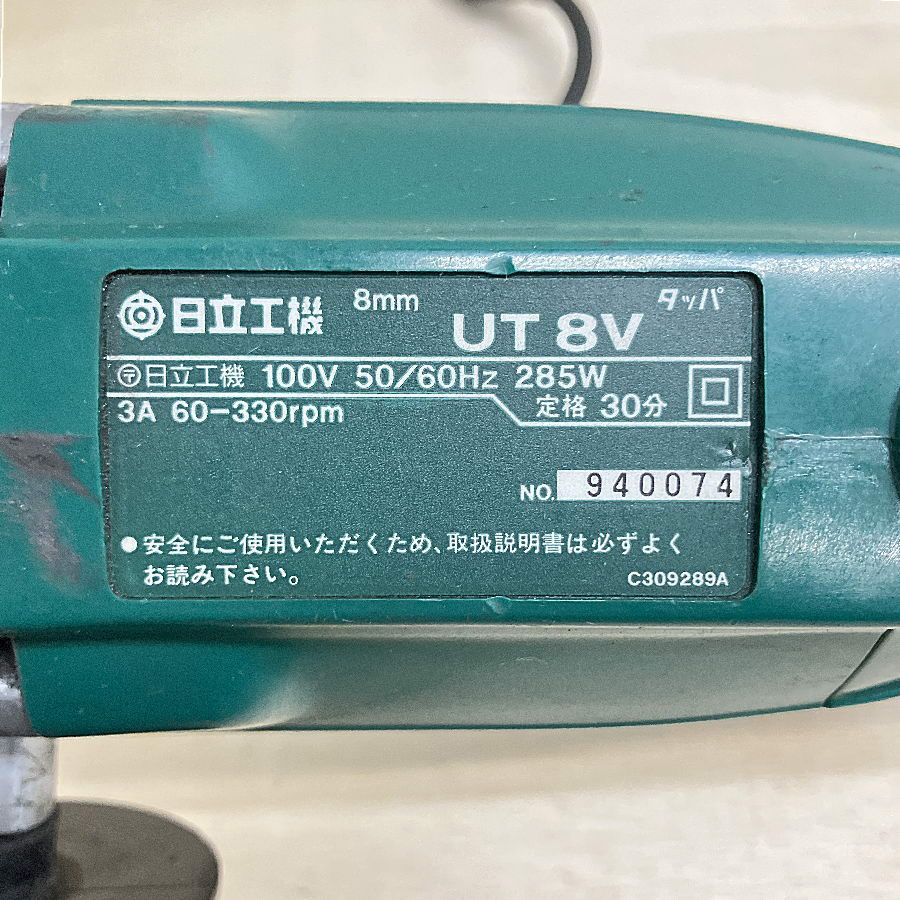 日立工機 8mm UT 8V タッパ
〶日立工機 100V 50/60Hz 285W
3A 60-330rpm 定格 30分
NO. 940074
●安全にご使用いただくため、取扱説明書は必ずよく
お読み下さい。
C309289A